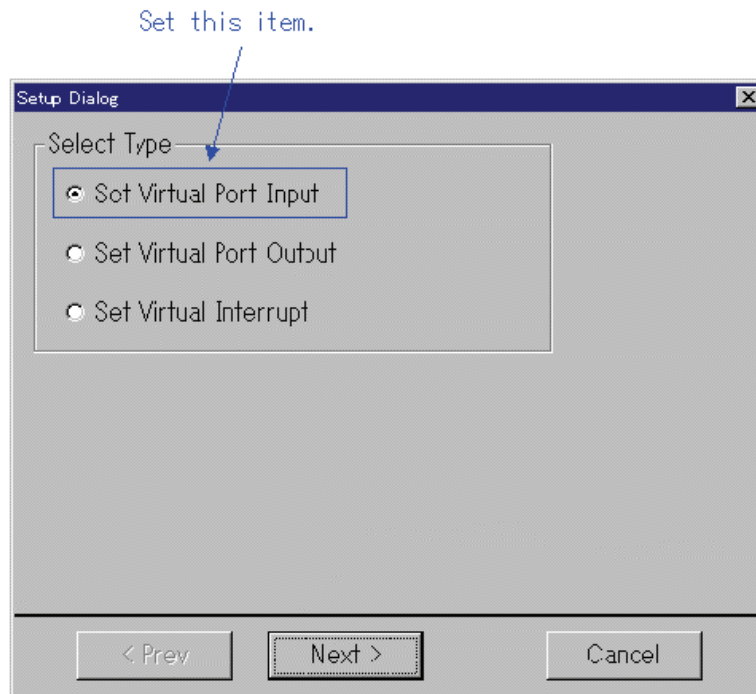 Set this item.
Setup Dialog
Select Type
Set Virtual Port Input
Set Virtual Port Output
Set Virtual Interrupt
< Prev
Next >
Cancel